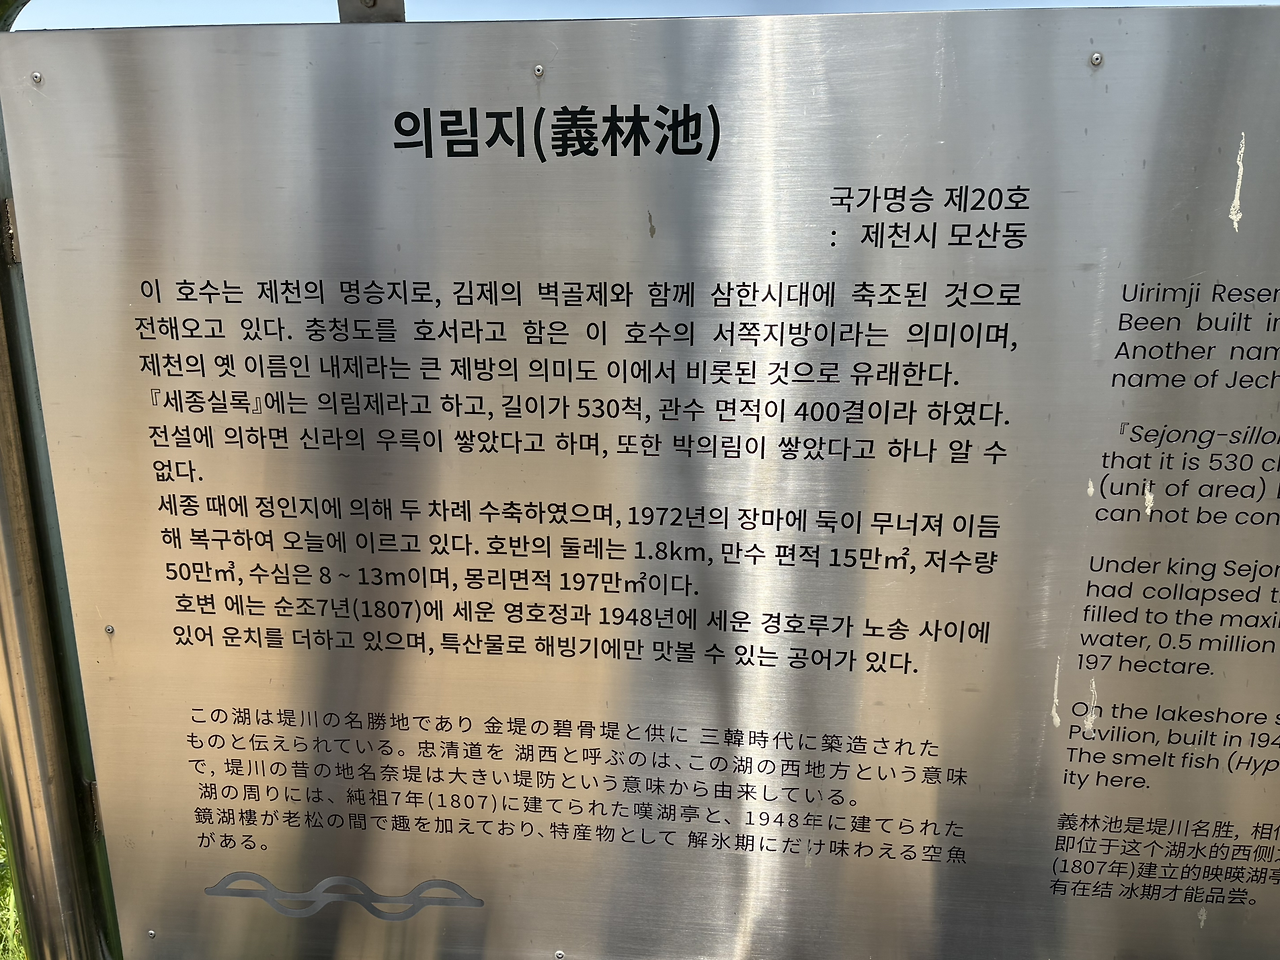 의림지(義林池)
국가명승 제20호
: 제천시 모산동
이 호수는 제천의 명승지로, 김제의 벽골제와 함께 삼한시대에 축조된 것으로
전해오고 있다. 충청도를 호서라고 함은 이 호수의 서쪽지방이라는 의미이며,
제천의 옛 이름인 내제라는 큰 제방의 의미도 이에서 비롯된 것으로 유래한다.
『세종실록』에는 의림제라고 하고, 길이가 530척, 관수 면적이 400결이라 하였다.
전설에 의하면 신라의 우륵이 쌓았다고 하며, 또한 박의림이 쌓았다고 하나 알 수
없다.
세종 때에 정인지에 의해 두 차례 수축하였으며, 1972년의 장마에 둑이 무너져 이듬
해 복구하여 오늘에 이르고 있다. 호반의 둘레는 1.8km, 만수 편적 15만㎡, 저수량
50만㎥, 수심은 8 ~ 13m이며, 몽리면적 197만㎡이다.
호변 에는 순조7년(1807)에 세운 영호정과 1948년에 세운 경호루가 노송 사이에
있어 운치를 더하고 있으며, 특산물로 해빙기에만 맛볼 수 있는 공어가 있다.
この湖は堤川の名勝地であり 金堤の碧骨堤と供に 三韓時代に築造された
ものと伝えられている。忠清道を 湖西と呼ぶのは、この湖の西地方という意味
で, 堤川の昔の地名奈堤は大きい堤防という意味から由来している。
湖の周りには、純祖7年(1807)に建てられた嘆湖亭と、1948年に建てられた
鏡湖樓が老松の間で趣を加えており、特産物として 解氷期にだけ味わえる空魚
がある。
Uirimji Reser
Been built in
Another nam
name of Jech
『Sejong-sillo
that it is 530 c
(unit of area)
can not be con
Under king Sejon
had collapsed t
filled to the maxi
water, 0.5 million
197 hectare.
On the lakeshore s
Pavilion, built in 194
The smelt fish (Hyp
ity here.
義林池是堤川名胜, 相
即位于这个湖水的西侧
(1807年)建立的映暎湖亭
有在结 冰期才能品尝。